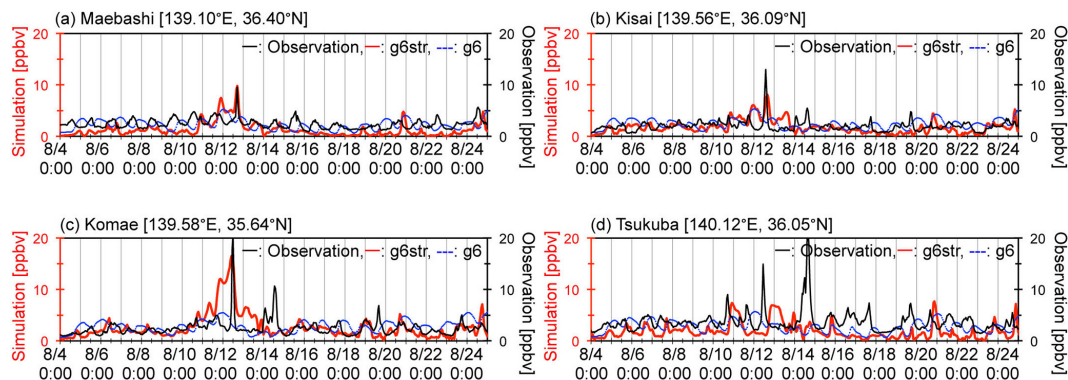 (a) Maebashi [139.10°E, 36.40°N]
20
10
0
Simulation [ppbv]
—: Observation, —: g6str, ---: g6
20
10
0
Observation [ppbv]
8/4 8/6 8/8 8/10 8/12 8/14 8/16 8/18 8/20 8/22 8/24
0:00 0:00 0:00 0:00 0:00 0:00 0:00 0:00 0:00 0:00 0:00
(b) Kisai [139.56°E, 36.09°N]
20
10
0
Simulation [ppbv]
—: Observation, —: g6str, ---: g6
20
10
0
Observation [ppbv]
8/4 8/6 8/8 8/10 8/12 8/14 8/16 8/18 8/20 8/22 8/24
0:00 0:00 0:00 0:00 0:00 0:00 0:00 0:00 0:00 0:00 0:00
(c) Komae [139.58°E, 35.64°N]
20
10
0
Simulation [ppbv]
—: Observation, —: g6str, ---: g6
20
10
0
Observation [ppbv]
8/4 8/6 8/8 8/10 8/12 8/14 8/16 8/18 8/20 8/22 8/24
0:00 0:00 0:00 0:00 0:00 0:00 0:00 0:00 0:00 0:00 0:00
(d) Tsukuba [140.12°E, 36.05°N]
20
10
0
Simulation [ppbv]
—: Observation, —: g6str, ---: g6
20
10
0
Observation [ppbv]
8/4 8/6 8/8 8/10 8/12 8/14 8/16 8/18 8/20 8/22 8/24
0:00 0:00 0:00 0:00 0:00 0:00 0:00 0:00 0:00 0:00 0:00